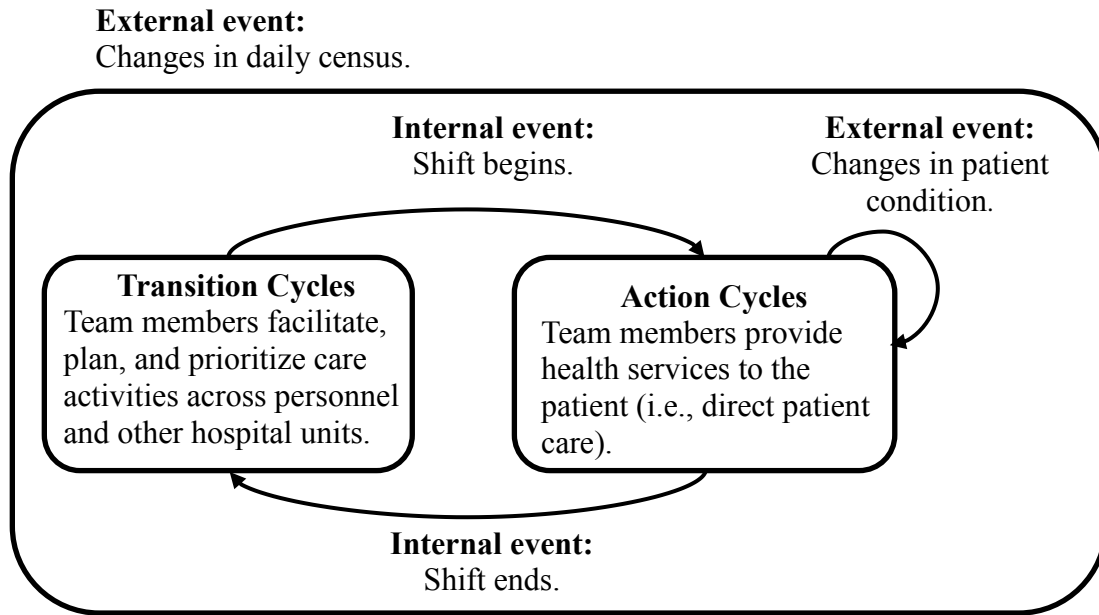 External event:
Changes in daily census.
Internal event:
Shift begins.
External event:
Changes in patient
condition.
Transition Cycles
Team members facilitate,
plan, and prioritize care
activities across personnel
and other hospital units.
Action Cycles
Team members provide
health services to the
patient (i.e., direct patient
care).
Internal event:
Shift ends.